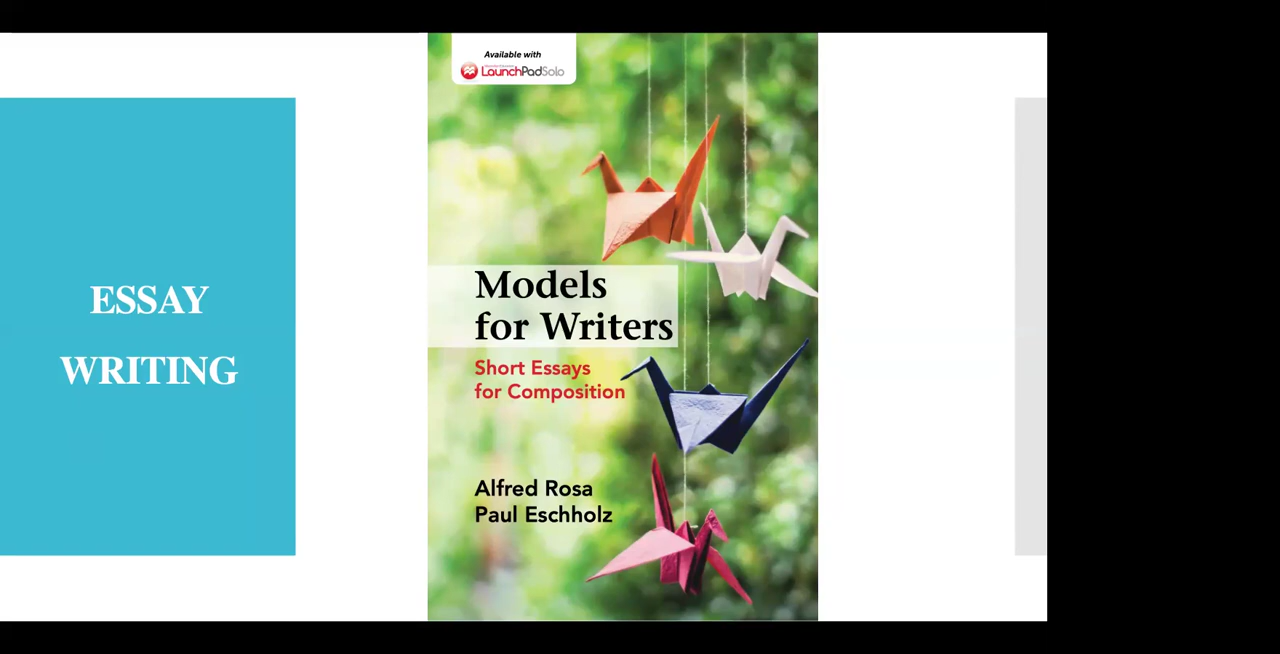 ESSAY
WRITING
Available with
LaunchPadSolo
Models
for Writers
Short Essays
for Composition
Alfred Rosa
Paul Eschholz